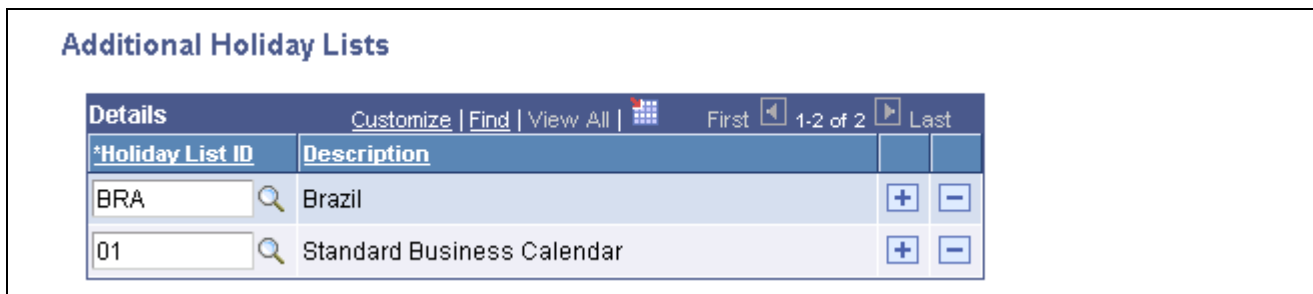 Additional Holiday Lists
Details Customize | Find | View All | First 1-2 of 2 Last
*Holiday List ID Description
BRA Brazil
01 Standard Business Calendar